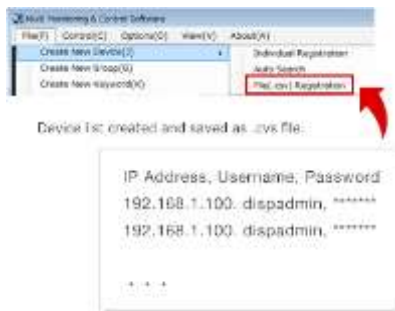 Multi Monitoring & Control Software
File(F) Control(C) Options(O) View(V) About(A)
Create New Device(J) Individual Registration
Create New Group(G) Auto Search
Create New Keyword(K) File(.csv) Registration
Device list created and saved as .cvs file.
IP Address, Username, Password
192.168.1.100. dispadmin, *******
192.168.1.100. dispadmin, *******
. . .